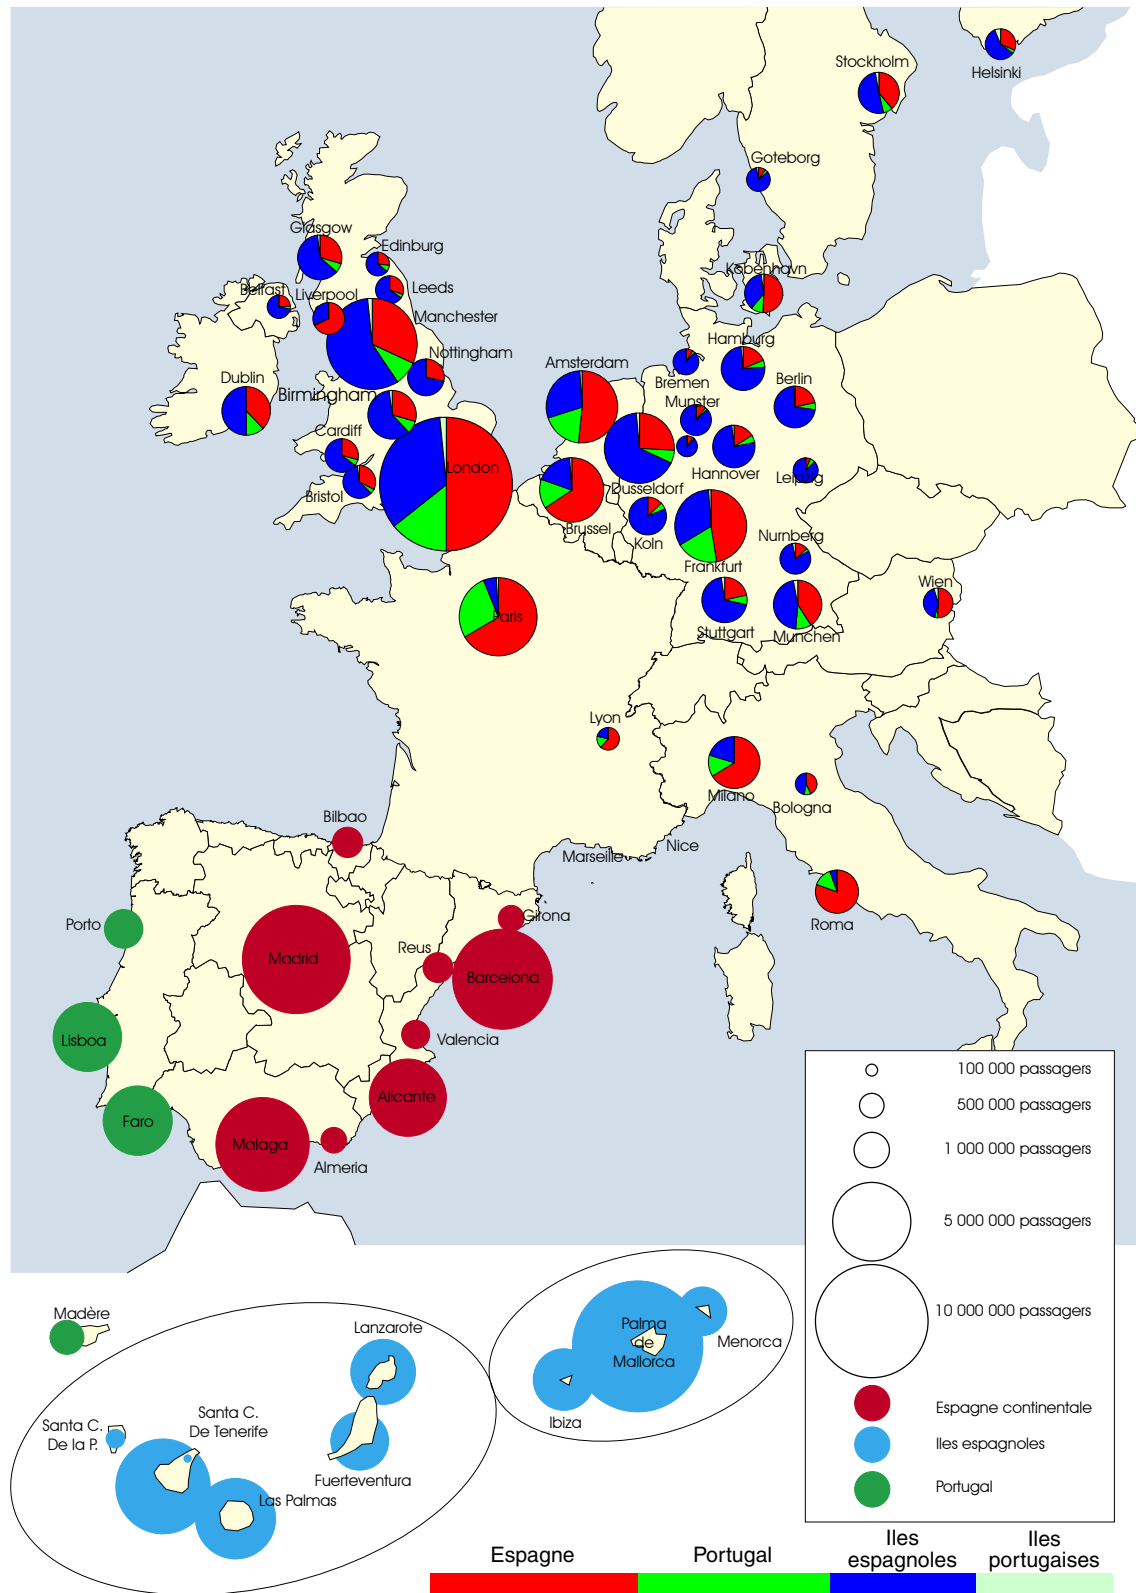 Stockholm
Helsinki
Goteborg
Glasgow
Edinburg
Kobenhavn
Belfast
Liverpool
Leeds
Manchester
Hamburg
Nottingham
Amsterdam
Bremen
Berlin
Dublin
Birmingham
Munster
Cardiff
London
Hannover
Leipzig
Bristol
Dusseldorf
Brussel
Koln
Nurnberg
Frankfurt
Wien
Paris
Stuttgart
Munchen
Lyon
Milano
Bologna
Bilbao
Marseille
Nice
Porto
Girona
Roma
Reus
Madrid
Barcelona
Lisboa
Valencia
Alicante
Faro
Malaga
Almeria
100 000 passagers
500 000 passagers
1 000 000 passagers
5 000 000 passagers
10 000 000 passagers
Espagne continentale
Iles espagnoles
Portugal
Madère
Lanzarote
Palma
de
Mallorca
Menorca
Ibiza
Santa C.
De la P.
Santa C.
De Tenerife
Fuerteventura
Las Palmas
Espagne
Portugal
Iles
espagnoles
Iles
portugaises